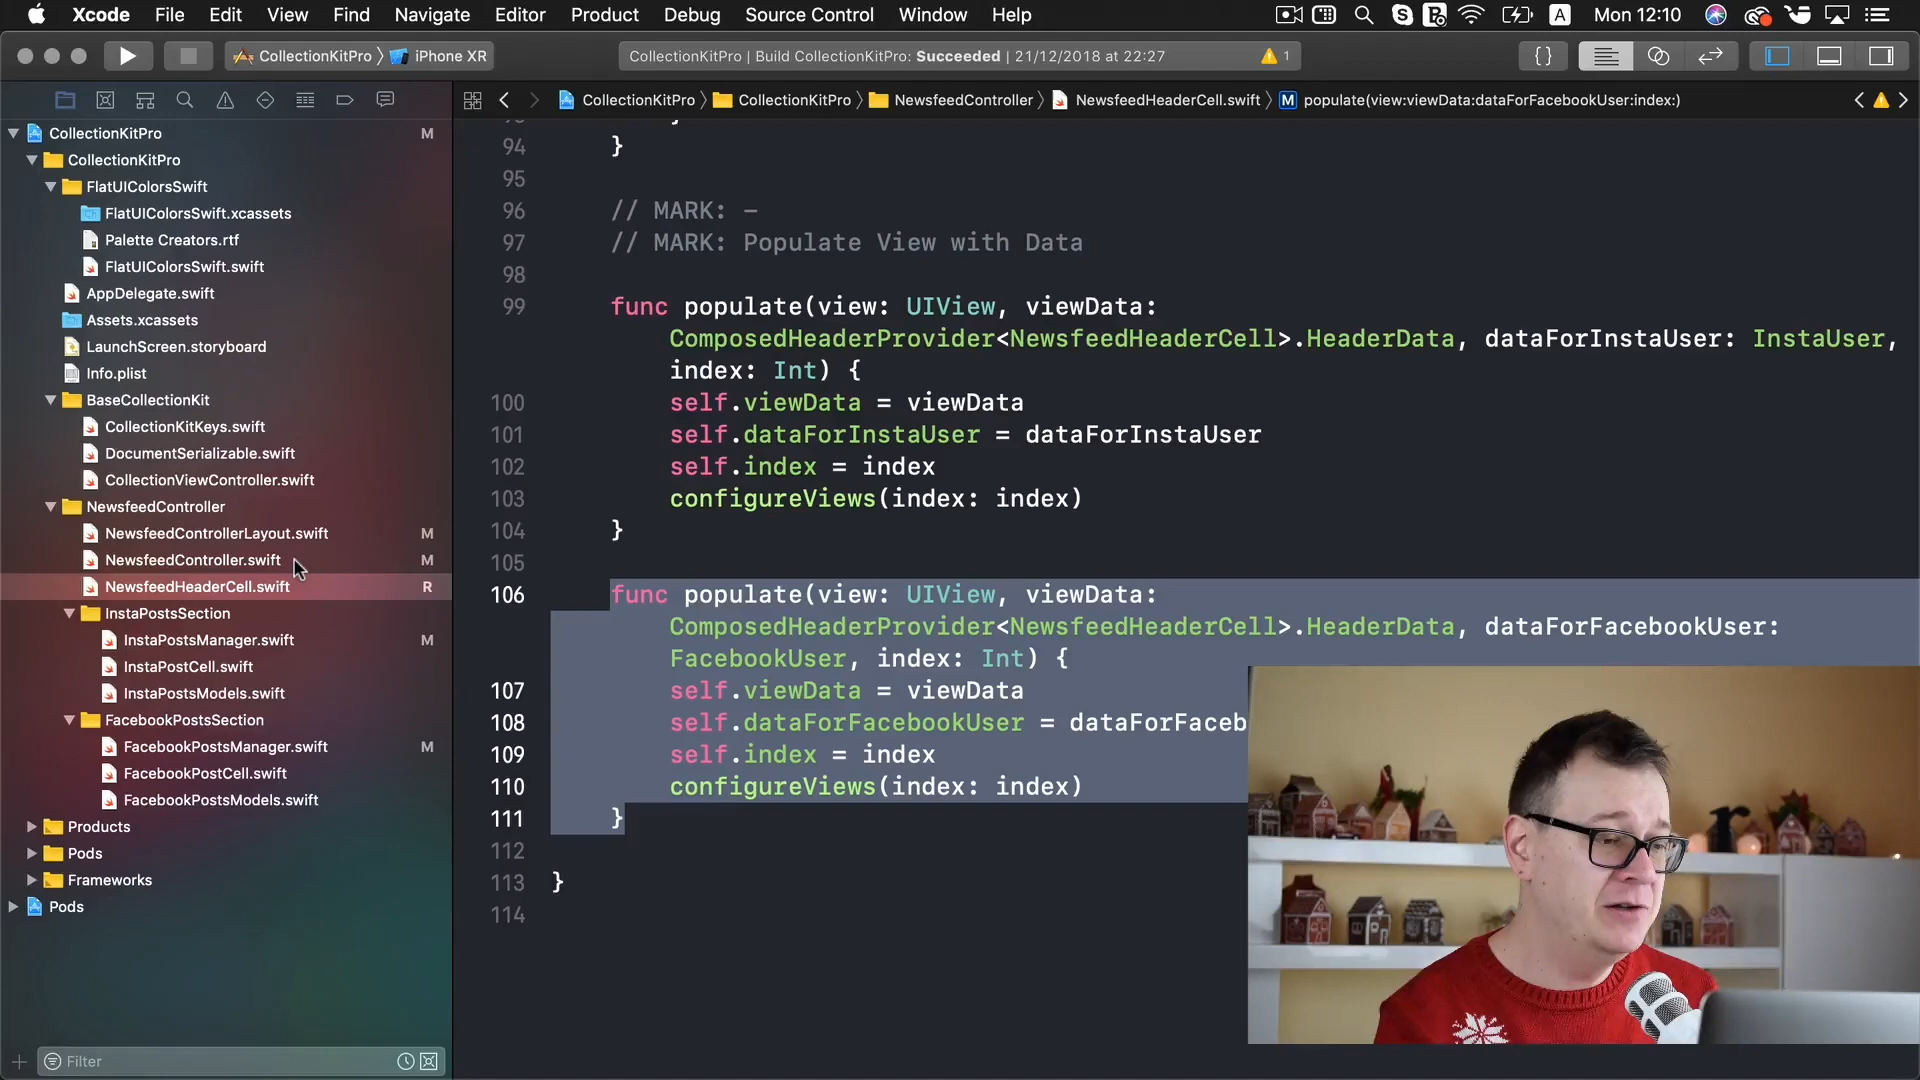 Xcode File Edit View Find Navigate Editor Product Debug Source Control Window Help Mon 12:10
CollectionKitPro iPhone XR
CollectionKitPro | Build CollectionKitPro: Succeeded | 21/12/2018 at 22:27 1
CollectionKitPro CollectionKitPro NewsfeedController NewsfeedHeaderCell.swift M populate(view:viewData:dataForFacebookUser:index:)
CollectionKitPro M
CollectionKitPro
FlatUIColorsSwift
FlatUIColorsSwift.xcassets
Palette Creators.rtf
FlatUIColorsSwift.swift
AppDelegate.swift
Assets.xcassets
LaunchScreen.storyboard
Info.plist
BaseCollectionKit
CollectionKitKeys.swift
DocumentSerializable.swift
CollectionViewController.swift
NewsfeedController
NewsfeedControllerLayout.swift M
NewsfeedController.swift M
NewsfeedHeaderCell.swift R
InstaPostsSection
InstaPostsManager.swift M
InstaPostCell.swift
InstaPostsModels.swift
FacebookPostsSection
FacebookPostsManager.swift M
FacebookPostCell.swift
FacebookPostsModels.swift
Products
Pods
Frameworks
Pods
Filter
94 }
95
96 // MARK: -
97 // MARK: Populate View with Data
98
99 func populate(view: UIView, viewData:
ComposedHeaderProvider<NewsfeedHeaderCell>.HeaderData, dataForInstaUser: InstaUser,
index: Int) {
100 self.viewData = viewData
101 self.dataForInstaUser = dataForInstaUser
102 self.index = index
103 configureViews(index: index)
104 }
105
106 func populate(view: UIView, viewData:
ComposedHeaderProvider<NewsfeedHeaderCell>.HeaderData, dataForFacebookUser:
FacebookUser, index: Int) {
107 self.viewData = viewData
108 self.dataForFacebookUser = dataForFaceb
109 self.index = index
110 configureViews(index: index)
111 }
112
113 }
114